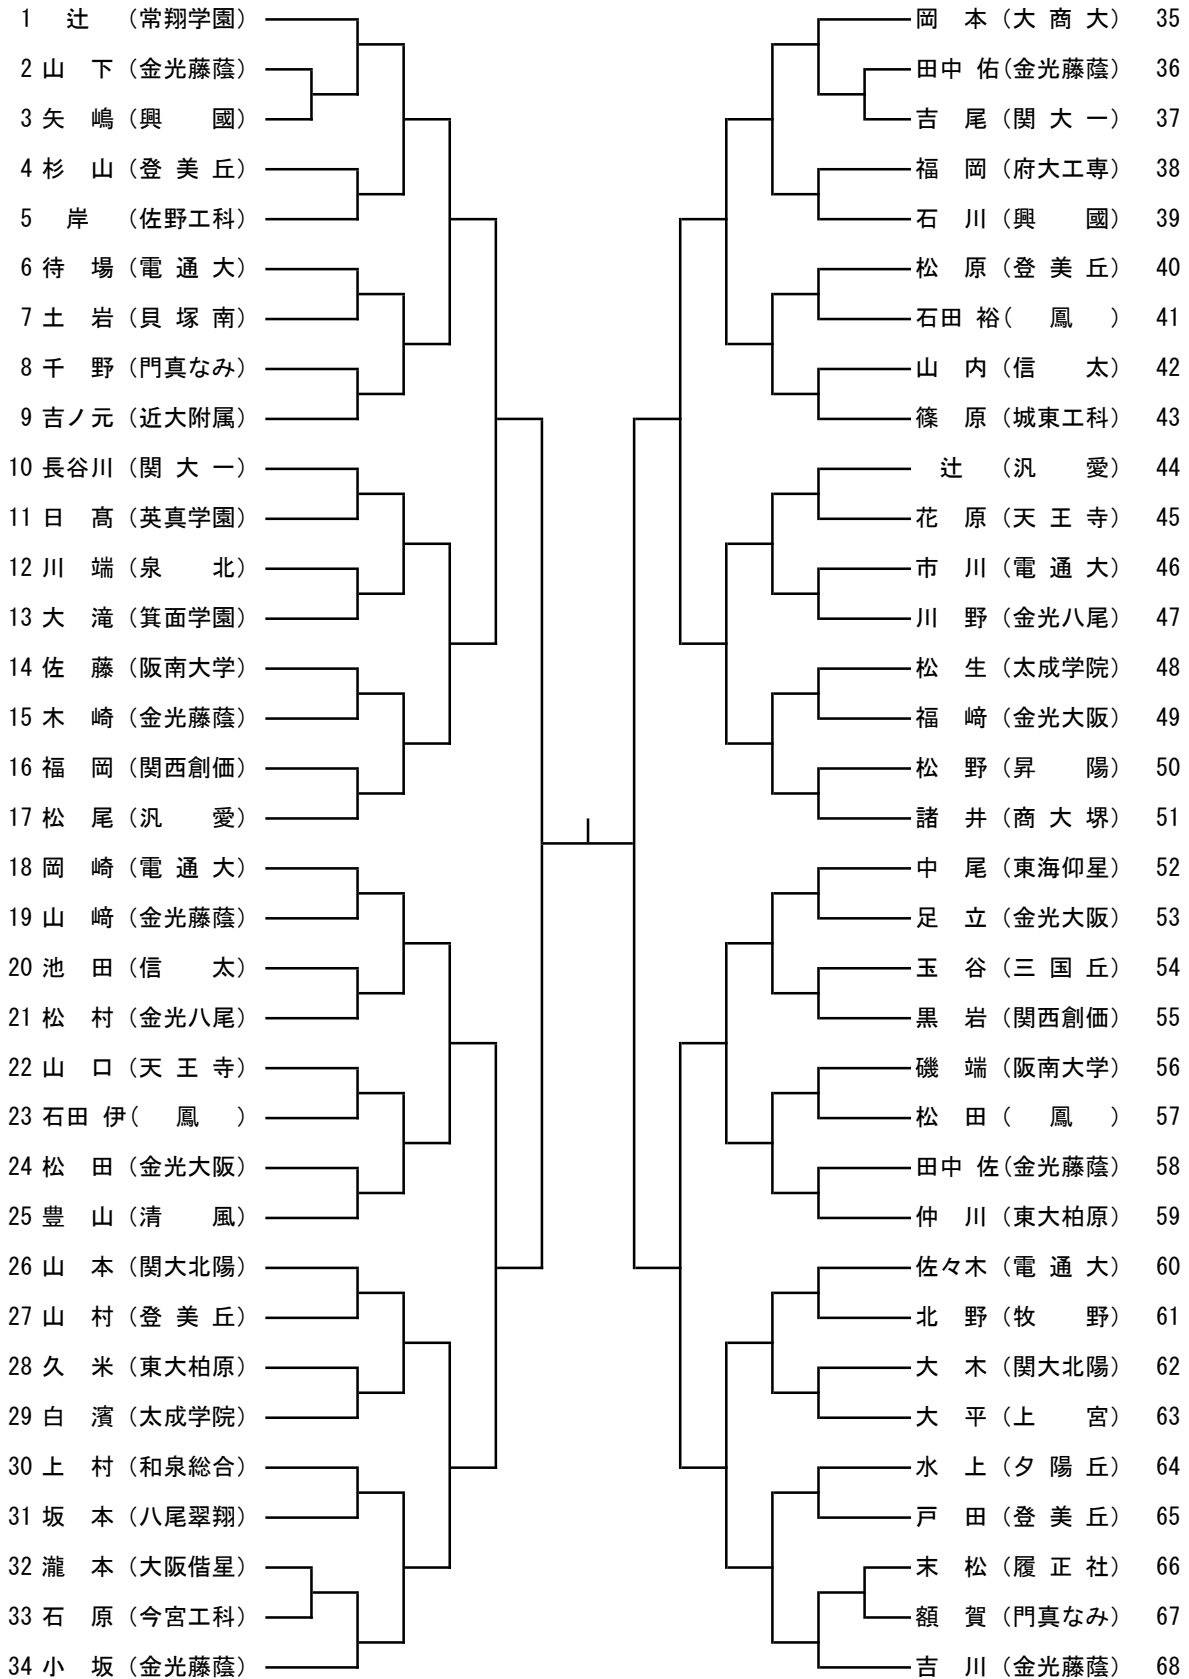 1 辻 (常翔学園)
2 山 下 (金光藤蔭)
3 矢 嶋 (興 國)
4 杉 山 (登 美 丘)
5 岸 (佐野工科)
6 待 場 (電 通 大)
7 土 岩 (貝 塚 南)
8 千 野 (門真なみ)
9 吉ノ元 (近大附属)
10 長谷川 (関 大 一)
11 日 髙 (英真学園)
12 川 端 (泉 北)
13 大 滝 (箕面学園)
14 佐 藤 (阪南大学)
15 木 崎 (金光藤蔭)
16 福 岡 (関西創価)
17 松 尾 (汎 愛)
18 岡 崎 (電 通 大)
19 山 﨑 (金光藤蔭)
20 池 田 (信 太)
21 松 村 (金光八尾)
22 山 口 (天 王 寺)
23 石田 伊( 鳳 )
24 松 田 (金光大阪)
25 豊 山 (清 風)
26 山 本 (関大北陽)
27 山 村 (登 美 丘)
28 久 米 (東大柏原)
29 白 濱 (太成学院)
30 上 村 (和泉総合)
31 坂 本 (八尾翠翔)
32 瀧 本 (大阪偕星)
33 石 原 (今宮工科)
34 小 坂 (金光藤蔭)
岡 本 (大 商 大) 35
田中 佑(金光藤蔭) 36
吉 尾 (関 大 一) 37
福 岡 (府大工専) 38
石 川 (興 國) 39
松 原 (登 美 丘) 40
石田 裕( 鳳 ) 41
山 内 (信 太) 42
篠 原 (城東工科) 43
辻 (汎 愛) 44
花 原 (天 王 寺) 45
市 川 (電 通 大) 46
川 野 (金光八尾) 47
松 生 (太成学院) 48
福 﨑 (金光大阪) 49
松 野 (昇 陽) 50
諸 井 (商 大 堺) 51
中 尾 (東海仰星) 52
足 立 (金光大阪) 53
玉 谷 (三 国 丘) 54
黒 岩 (関西創価) 55
磯 端 (阪南大学) 56
松 田 ( 鳳 ) 57
田中 佐(金光藤蔭) 58
仲 川 (東大柏原) 59
佐々木 (電 通 大) 60
北 野 (牧 野) 61
大 木 (関大北陽) 62
大 平 (上 宮) 63
水 上 (夕 陽 丘) 64
戸 田 (登 美 丘) 65
末 松 (履 正 社) 66
額 賀 (門真なみ) 67
吉 川 (金光藤蔭) 68